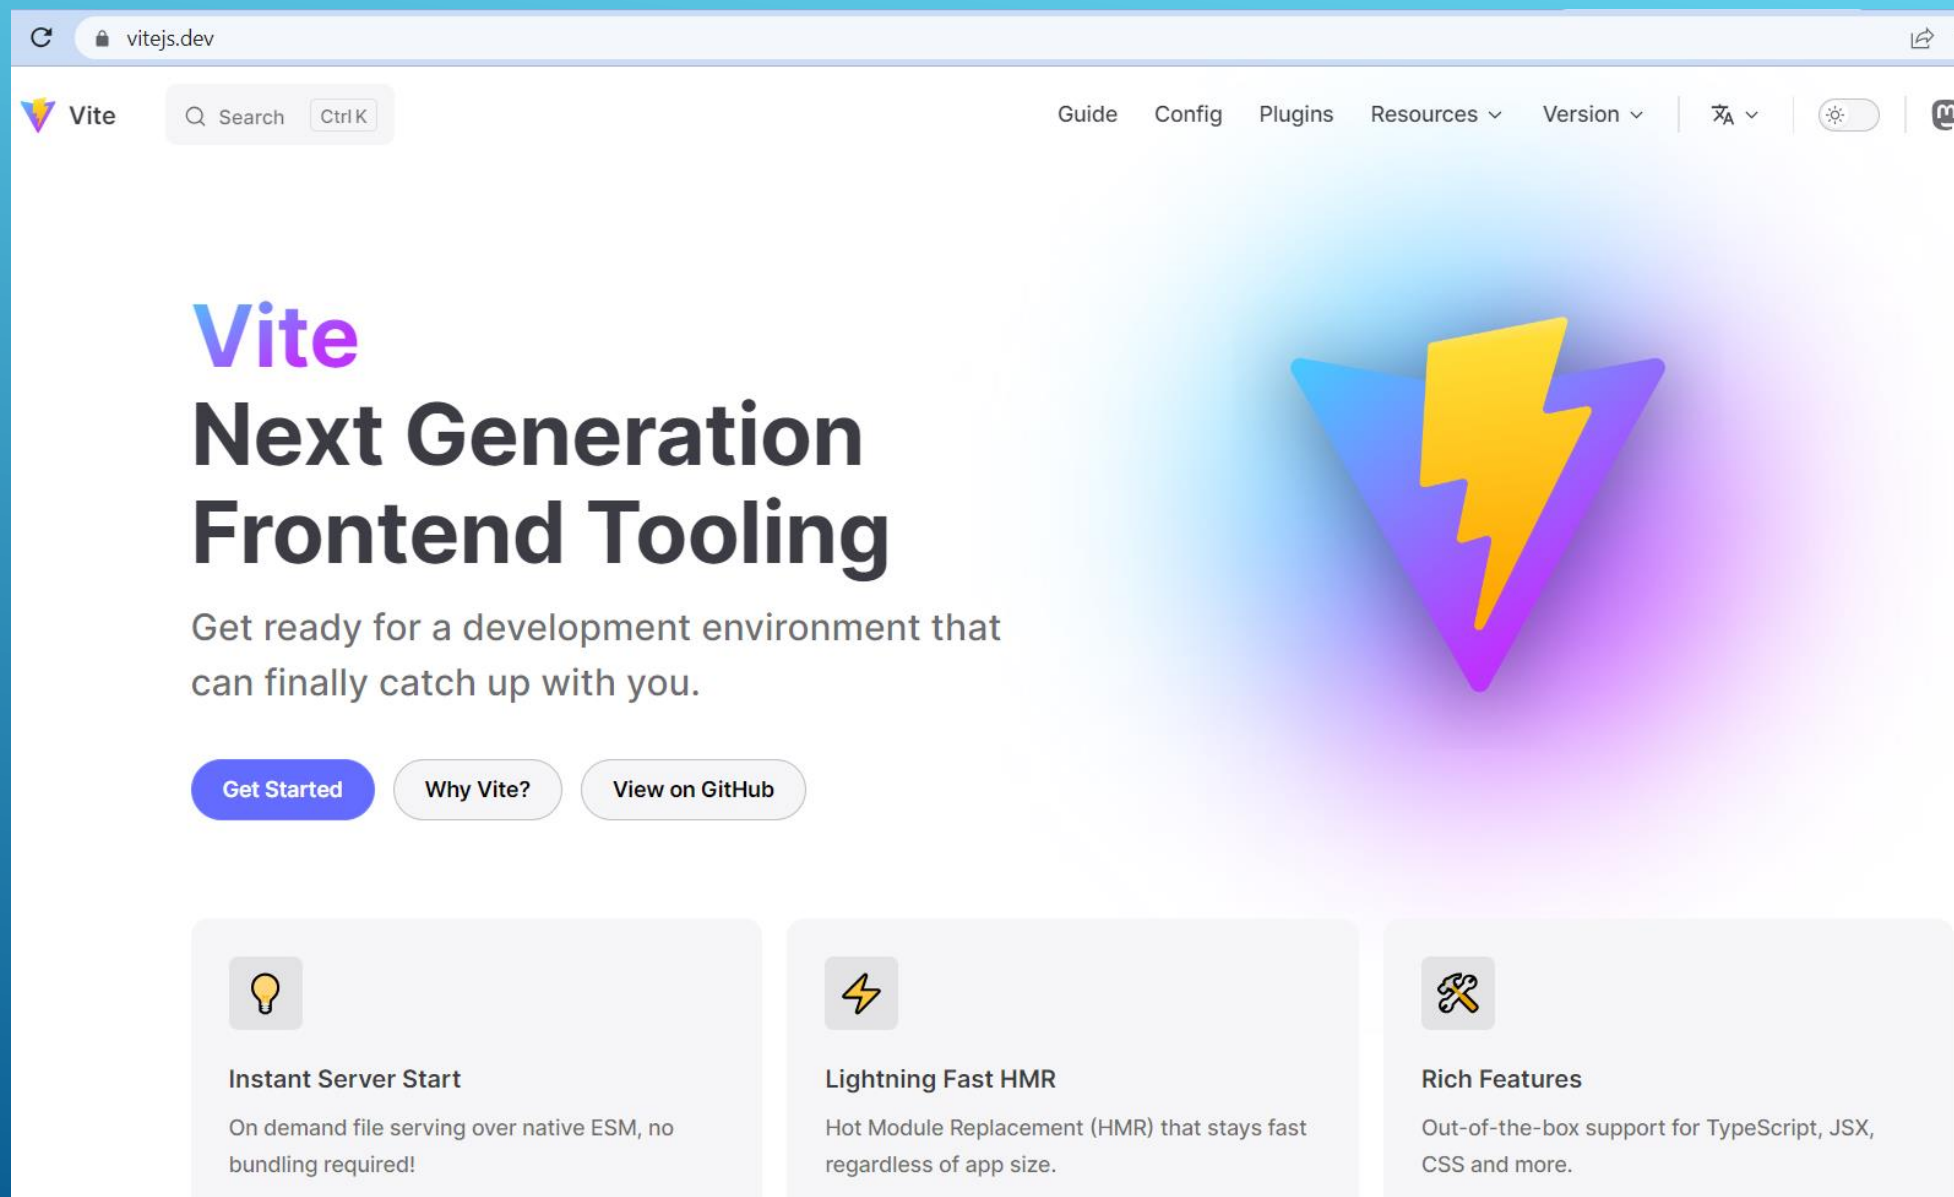 vitejs.dev
Vite
Search Ctrl K
Guide Config Plugins Resources Version
Vite
Next Generation
Frontend Tooling
Get ready for a development environment that
can finally catch up with you.
Get Started Why Vite? View on GitHub
Instant Server Start
On demand file serving over native ESM, no
bundling required!
Lightning Fast HMR
Hot Module Replacement (HMR) that stays fast
regardless of app size.
Rich Features
Out-of-the-box support for TypeScript, JSX,
CSS and more.